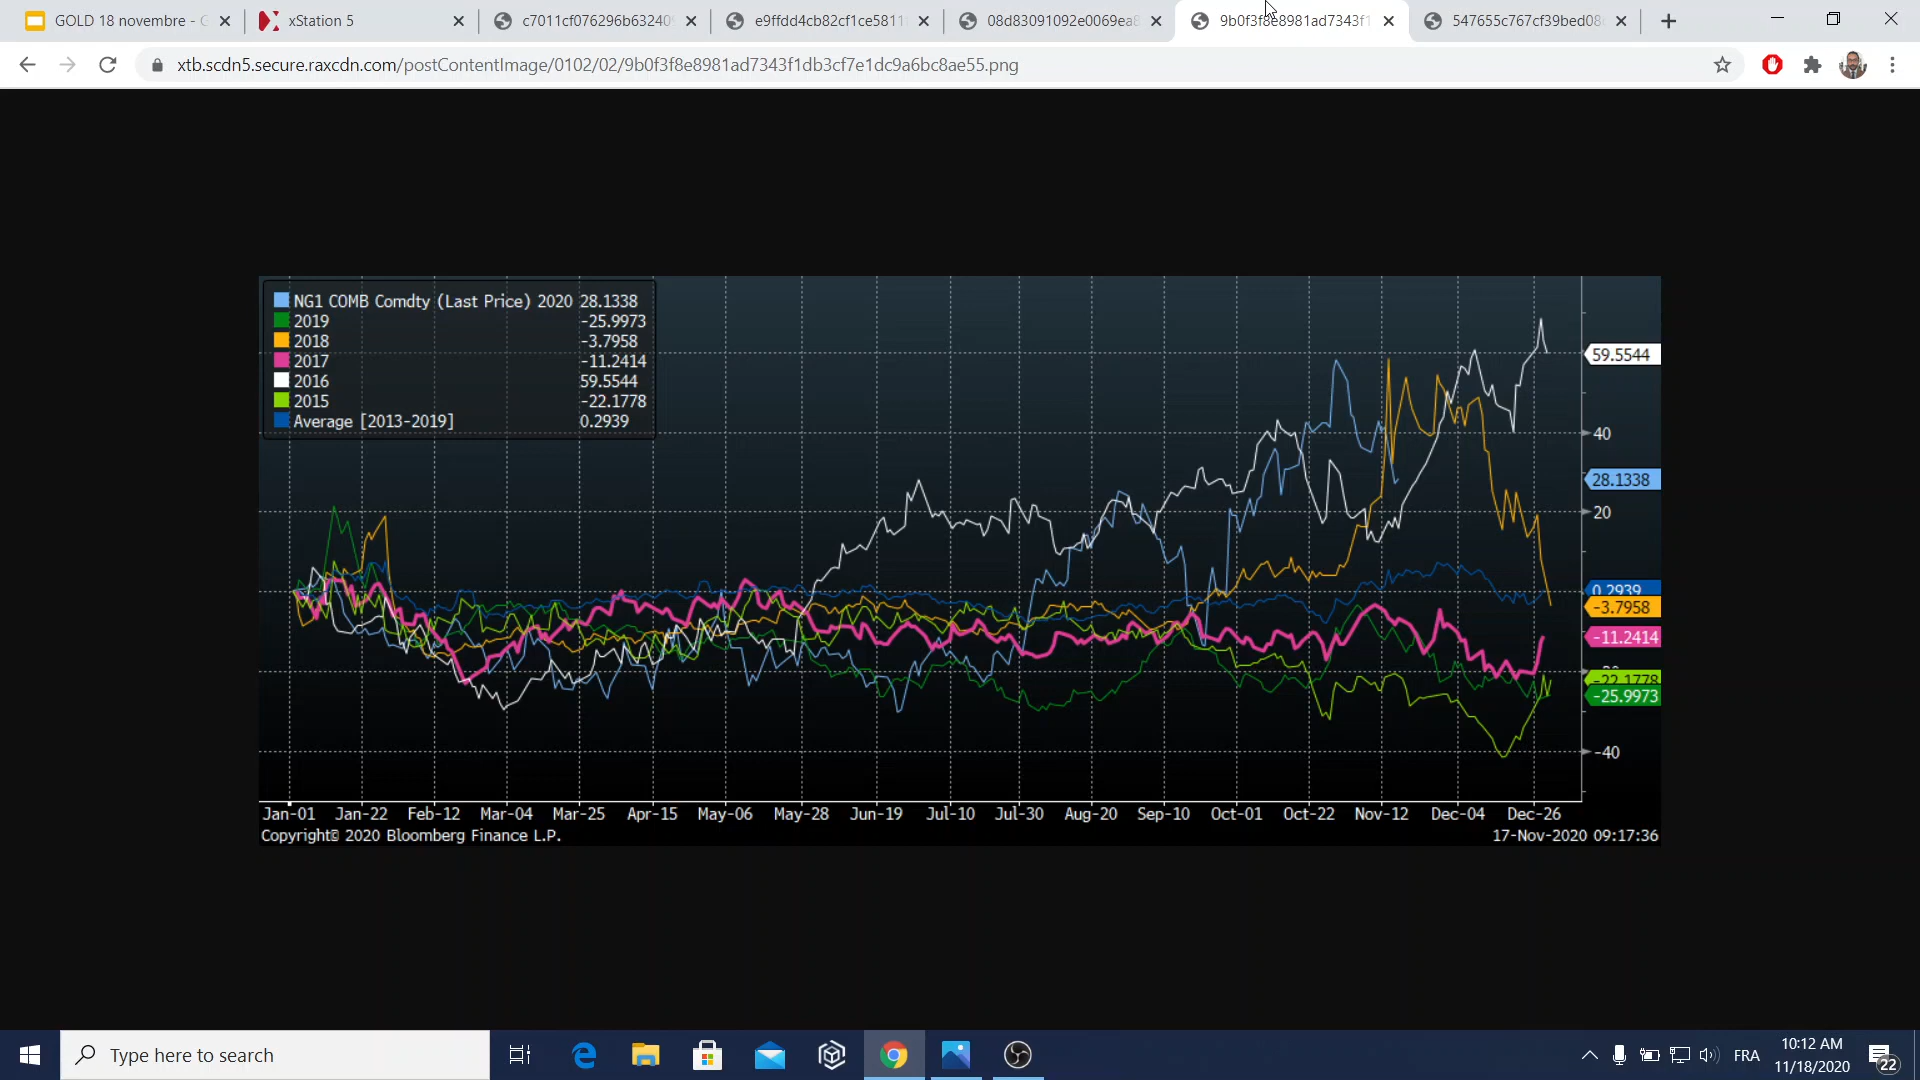 GOLD 18 novembre - G
xStation 5
c7011cf076296b632409
e9ffdd4cb82cf1ce5811
08d83091092e0069ea8
9b0f3f8e8981ad7343f1
547655c767cf39bed08
xtb.scdn5.secure.raxcdn.com/postContentImage/0102/02/9b0f3f8e8981ad7343f1db3cf7e1dc9a6bc8ae55.png
NG1 COMB Comdty (Last Price) 2020 28.1338
2019 -25.9973
2018 -3.7958
2017 -11.2414
2016 59.5544
2015 -22.1778
Average [2013-2019] 0.2939
59.5544
40
28.1338
20
0.2939
-3.7958
-11.2414
-22.1778
-25.9973
-40
Jan-01 Jan-22 Feb-12 Mar-04 Mar-25 Apr-15 May-06 May-28 Jun-19 Jul-10 Jul-30 Aug-20 Sep-10 Oct-01 Oct-22 Nov-12 Dec-04 Dec-26
Copyright© 2020 Bloomberg Finance L.P. 17-Nov-2020 09:17:36
Type here to search
FRA
10:12 AM
11/18/2020
22